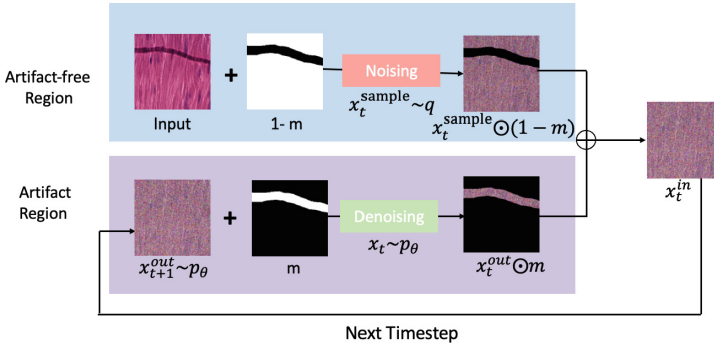 Artifact-free
Region
+
Noising
Input
1- m
x_t^sample~q
x_t^sample⊙(1 − m)
x_t^in
Artifact
Region
+
Denoising
x_{t+1}^out~p_θ
m
x_t~p_θ
x_t^out⊙m
Next Timestep